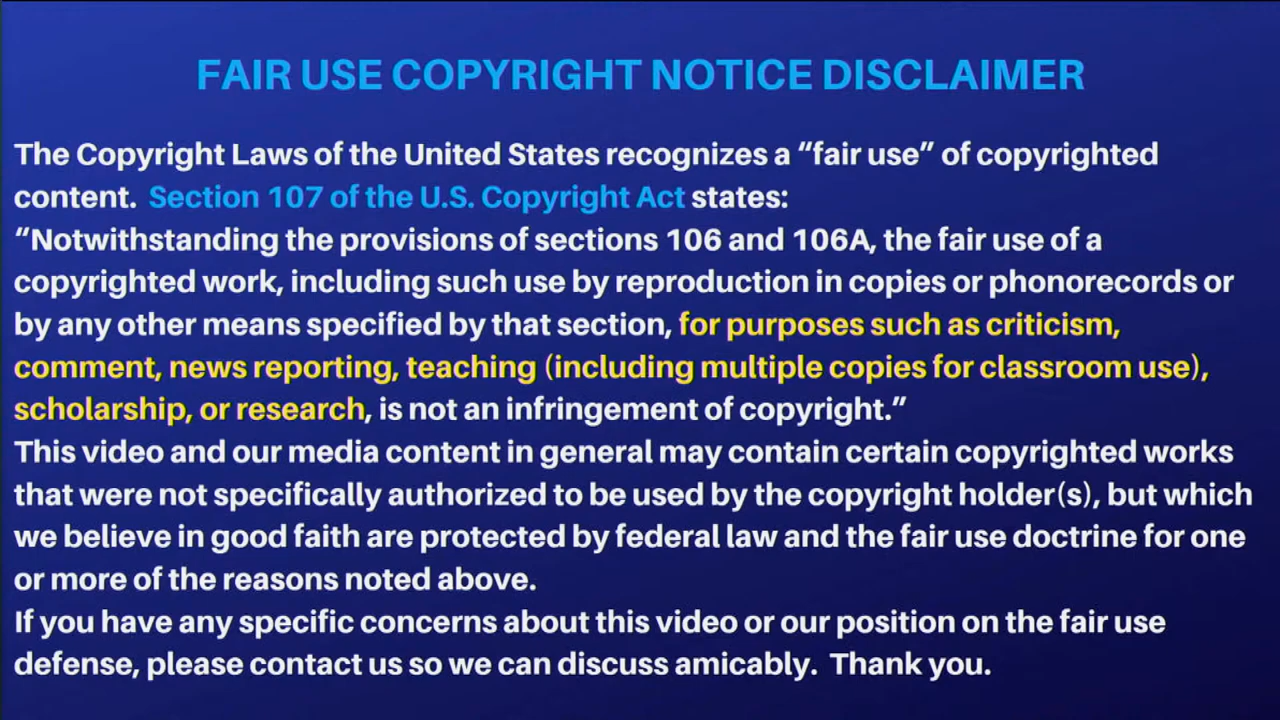 FAIR USE COPYRIGHT NOTICE DISCLAIMER
The Copyright Laws of the United States recognizes a “fair use” of copyrighted
content. Section 107 of the U.S. Copyright Act states:
“Notwithstanding the provisions of sections 106 and 106A, the fair use of a
copyrighted work, including such use by reproduction in copies or phonorecords or
by any other means specified by that section, for purposes such as criticism,
comment, news reporting, teaching (including multiple copies for classroom use),
scholarship, or research, is not an infringement of copyright.”
This video and our media content in general may contain certain copyrighted works
that were not specifically authorized to be used by the copyright holder(s), but which
we believe in good faith are protected by federal law and the fair use doctrine for one
or more of the reasons noted above.
If you have any specific concerns about this video or our position on the fair use
defense, please contact us so we can discuss amicably. Thank you.